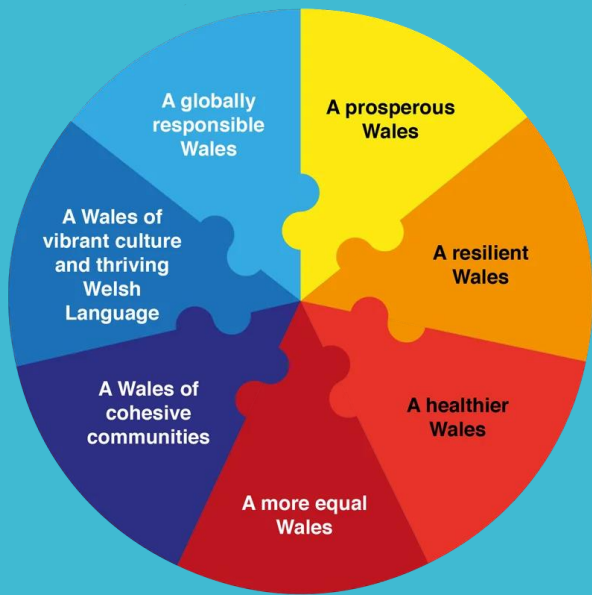 A prosperous
Wales
A resilient
Wales
A healthier
Wales
A more equal
Wales
A Wales of
cohesive
communities
A Wales of
vibrant culture
and thriving
Welsh
Language
A globally
responsible
Wales